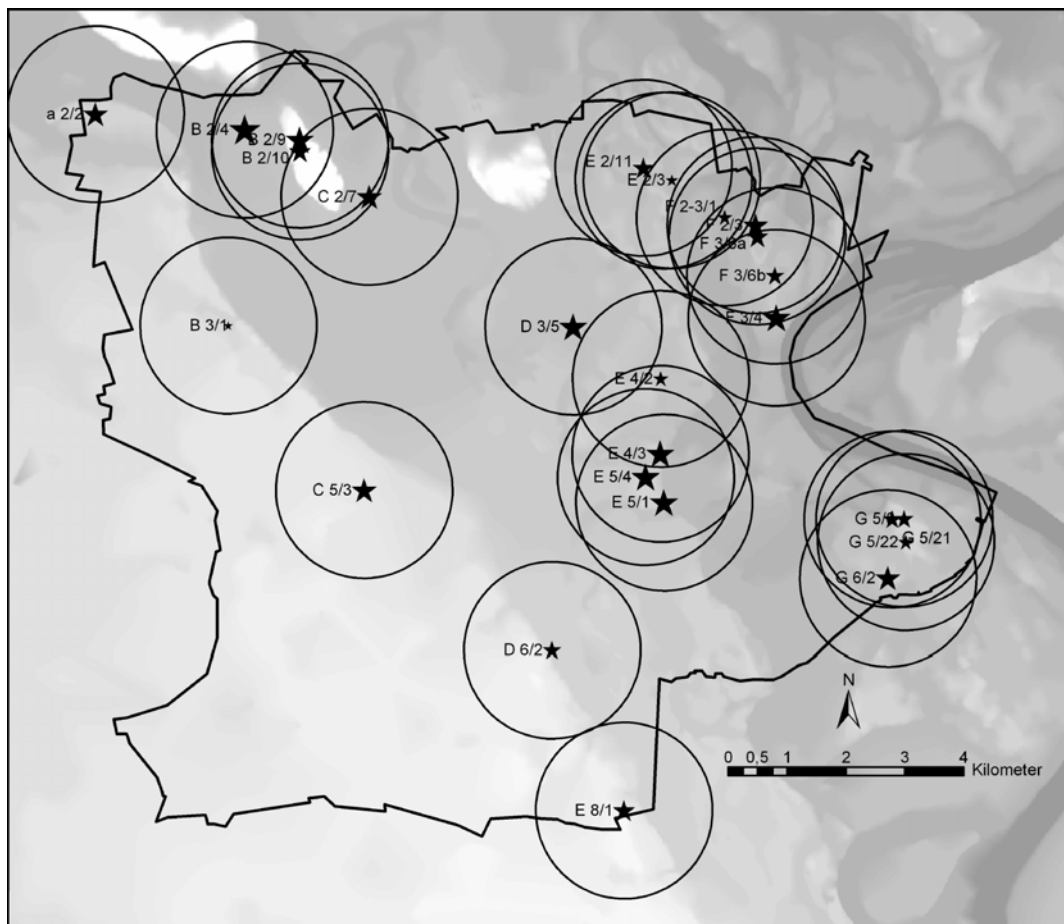 a 2/2
B 2/4
B 2/9
B 2/10
C 2/7
E 2/11
E 2/3
F 2-3/1
F 2/3
F 3/6a
F 3/6b
B 3/1
D 3/5
F 3/4
E 4/2
E 4/3
E 5/4
C 5/3
E 5/1
G 5/21
G 5/22
G 6/2
D 6/2
N
0 0,5 1 2 3 4
Kilometer
E 8/1